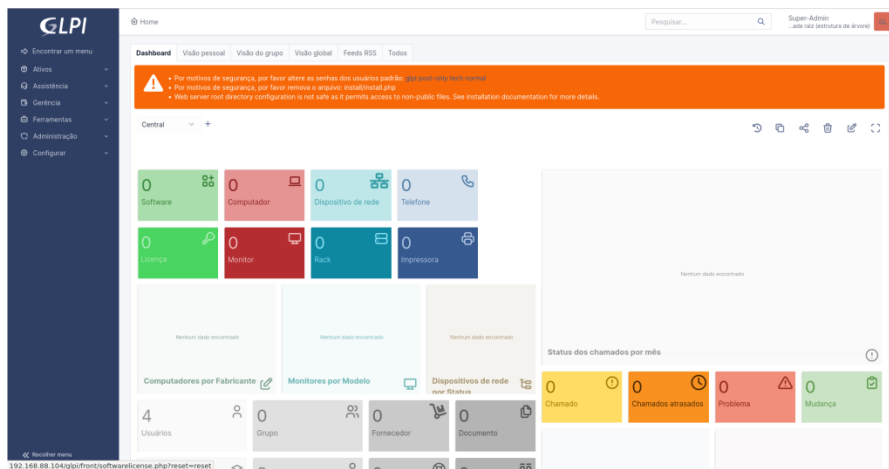 GLPI
Home
Pesquisar...
Super-Admin
...ade raiz (estrutura de árvore)
Encontrar um menu
Ativos
Assistência
Gerência
Ferramentas
Administração
Configurar
Dashboard Visão pessoal Visão do grupo Visão global Feeds RSS Todos
• Por motivos de segurança, por favor altere as senhas dos usuários padrão: glpi post-only tech normal
• Por motivos de segurança, por favor remova o arquivo: install/install.php
• Web server root directory configuration is not safe as it permits access to non-public files. See installation documentation for more details.
Central
0 0 0 0
Software Computador Dispositivo de rede Telefone
0 0 0 0
Licença Monitor Rack Impressora
Nenhum dado encontrado
Status dos chamados por mês
Nenhum dado encontrado Nenhum dado encontrado Nenhum dado encontrado
Computadores por Fabricante Monitores por Modelo Dispositivos de rede
por Status
0 0 0 0
Chamado Chamados atrasados Problema Mudança
4 0 0 0
Usuários Grupo Fornecedor Documento
Recolher menu
192.168.88.104/glpi/front/softwarelicense.php?reset=reset